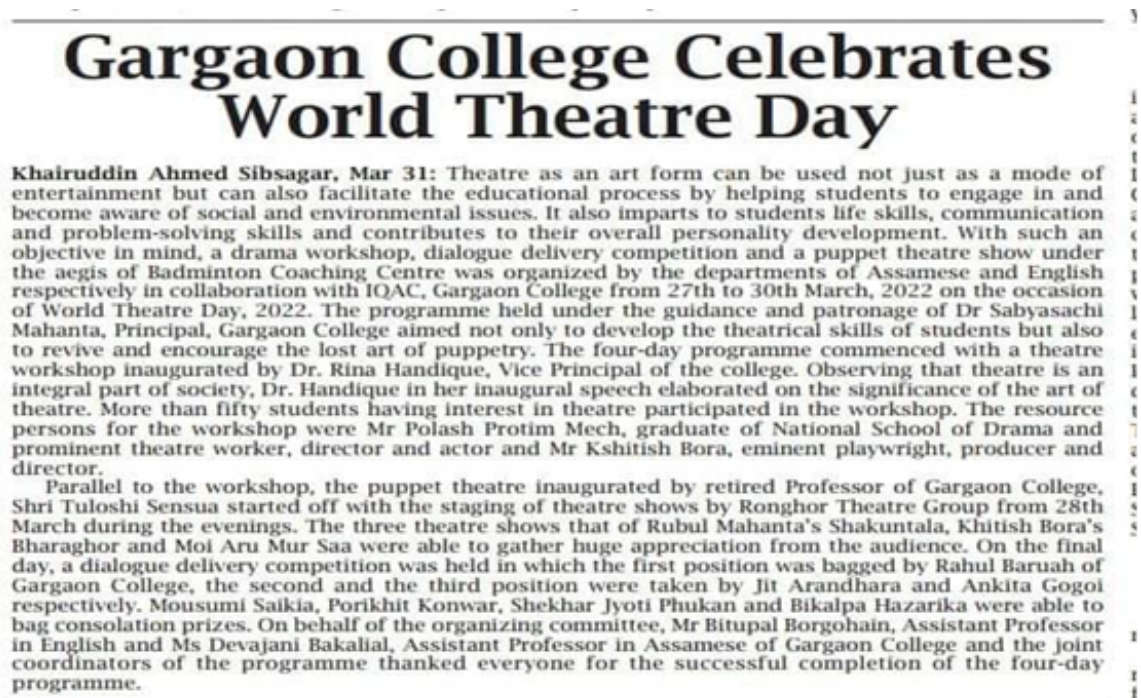 Gargaon College Celebrates
World Theatre Day
Khairuddin Ahmed Sibsagar, Mar 31: Theatre as an art form can be used not just as a mode of
entertainment but can also facilitate the educational process by helping students to engage in and
become aware of social and environmental issues. It also imparts to students life skills, communication
and problem-solving skills and contributes to their overall personality development. With such an
objective in mind, a drama workshop, dialogue delivery competition and a puppet theatre show under
the aegis of Badminton Coaching Centre was organized by the departments of Assamese and English
respectively in collaboration with IQAC, Gargaon College from 27th to 30th March, 2022 on the occasion
of World Theatre Day, 2022. The programme held under the guidance and patronage of Dr Sabyasachi
Mahanta, Principal, Gargaon College aimed not only to develop the theatrical skills of students but also
to revive and encourage the lost art of puppetry. The four-day programme commenced with a theatre
workshop inaugurated by Dr. Rina Handique, Vice Principal of the college. Observing that theatre is an
integral part of society, Dr. Handique in her inaugural speech elaborated on the significance of the art of
theatre. More than fifty students having interest in theatre participated in the workshop. The resource
persons for the workshop were Mr Polash Protim Mech, graduate of National School of Drama and
prominent theatre worker, director and actor and Mr Kshitish Bora, eminent playwright, producer and
director.
Parallel to the workshop, the puppet theatre inaugurated by retired Professor of Gargaon College,
Shri Tuloshi Sensua started off with the staging of theatre shows by Ronghor Theatre Group from 28th
March during the evenings. The three theatre shows that of Rubul Mahanta's Shakuntala, Khitish Bora's
Bharaghor and Moi Aru Mur Saa were able to gather huge appreciation from the audience. On the final
day, a dialogue delivery competition was held in which the first position was bagged by Rahul Baruah of
Gargaon College, the second and the third position were taken by Jit Arandhara and Ankita Gogoi
respectively. Mousumi Saikia, Porikhit Konwar, Shekhar Jyoti Phukan and Bikalpa Hazarika were able to
bag consolation prizes. On behalf of the organizing committee, Mr Bitupal Borgohain, Assistant Professor
in English and Ms Devajani Bakalial, Assistant Professor in Assamese of Gargaon College and the joint
coordinators of the programme thanked everyone for the successful completion of the four-day
programme.